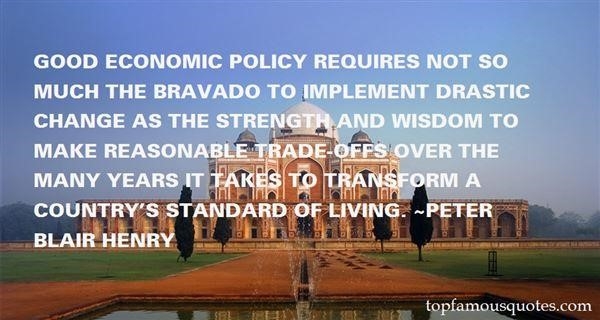 GOOD ECONOMIC POLICY REQUIRES NOT SO
MUCH THE BRAVADO TO IMPLEMENT DRASTIC
CHANGE AS THE STRENGTH AND WISDOM TO
MAKE REASONABLE TRADE-OFFS OVER THE
MANY YEARS IT TAKES TO TRANSFORM A
COUNTRY'S STANDARD OF LIVING. ~PETER
BLAIR HENRY
topfamousquotes.com